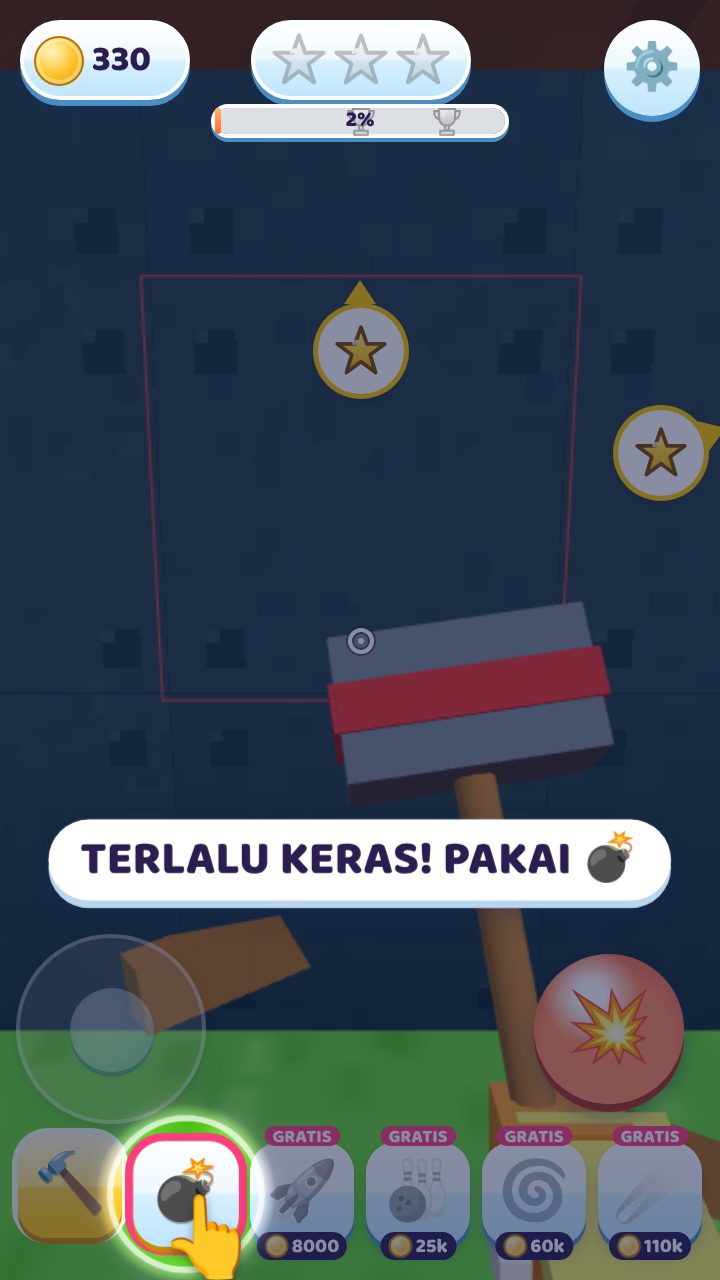 330
2%
TERLALU KERAS! PAKAI
GRATIS GRATIS GRATIS GRATIS
8000 25k 60k 110k